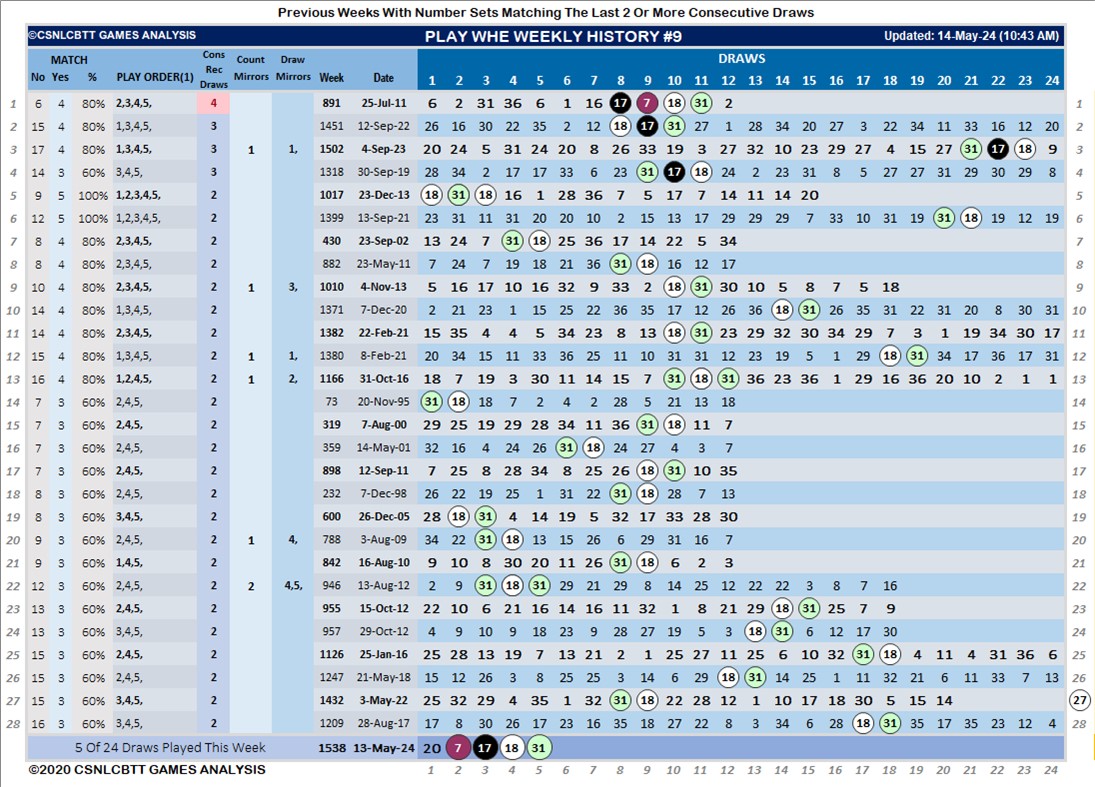 Previous Weeks With Number Sets Matching The Last 2 Or More Consecutive Draws
©CSNLCBTT GAMES ANALYSIS PLAY WHE WEEKLY HISTORY #9 Updated: 14-May-24 (10:43 AM)
MATCH Cons Rec Draws Count Mirrors Draw Mirrors DRAWS
No Yes % PLAY ORDER(1) Week Date 1 2 3 4 5 6 7 8 9 10 11 12 13 14 15 16 17 18 19 20 21 22 23 24
1 6 4 80% 2,3,4,5, 4 891 25-Jul-11 6 2 31 36 6 1 16 17 7 18 31 2 1
2 15 4 80% 1,3,4,5, 3 1451 12-Sep-22 26 16 30 22 35 2 12 18 17 31 27 1 28 34 20 27 3 22 34 11 33 16 12 20 2
3 17 4 80% 1,3,4,5, 3 1 1, 1502 4-Sep-23 20 24 5 31 24 20 8 26 33 19 3 27 32 10 23 29 27 4 15 27 31 17 18 9 3
4 14 3 60% 3,4,5, 3 1318 30-Sep-19 28 34 2 17 17 33 6 23 31 17 18 24 2 23 31 8 5 27 27 31 29 30 29 8 4
5 9 5 100% 1,2,3,4,5, 2 1017 23-Dec-13 18 31 18 16 1 28 36 7 5 17 7 14 11 14 15 20 5
6 12 5 100% 1,2,3,4,5, 2 1399 13-Sep-21 23 31 11 31 20 20 10 2 15 13 17 29 29 29 7 33 10 31 19 31 18 19 12 19 6
7 8 4 80% 2,3,4,5, 2 430 23-Sep-02 13 24 7 31 18 25 36 17 14 22 5 34 7
8 8 4 80% 2,3,4,5, 2 882 23-May-11 7 24 7 19 18 21 36 31 18 16 12 17 8
9 10 4 80% 2,3,4,5, 2 1 3, 1010 4-Nov-13 5 16 17 10 16 32 9 33 2 18 31 30 10 5 8 7 5 18 9
10 14 4 80% 1,3,4,5, 2 1371 7-Dec-20 2 21 23 1 15 25 22 36 35 17 12 26 36 18 31 26 35 31 22 31 20 8 30 31 10
11 14 4 80% 2,3,4,5, 2 1382 22-Feb-21 15 35 4 4 5 34 23 8 13 18 31 23 29 32 30 34 29 7 3 1 19 34 30 17 11
12 15 4 80% 1,3,4,5, 2 1 1, 1380 8-Feb-21 20 34 15 11 33 36 25 11 10 31 31 12 23 19 5 1 29 18 31 34 17 36 17 31 12
13 16 4 80% 1,2,4,5, 2 1 2, 1166 31-Oct-16 18 7 19 3 30 11 14 15 7 31 18 31 36 23 36 1 29 16 36 20 10 2 1 1 13
14 7 3 60% 2,4,5, 2 73 20-Nov-95 31 18 18 7 2 4 2 28 5 21 13 18 14
15 7 3 60% 2,4,5, 2 319 7-Aug-00 29 25 19 29 28 34 11 36 31 18 11 7 15
16 7 3 60% 2,4,5, 2 359 14-May-01 32 16 4 24 26 31 18 16 27 4 3 7 16
17 7 3 60% 2,4,5, 2 898 12-Sep-11 7 25 8 28 34 8 25 26 18 31 10 35 17
18 8 3 60% 2,4,5, 2 232 7-Dec-98 26 22 19 25 1 31 22 31 18 28 7 13 18
19 8 3 60% 3,4,5, 2 600 26-Dec-05 28 18 31 4 14 19 5 32 17 33 28 30 19
20 9 3 60% 2,4,5, 2 1 4, 788 3-Aug-09 34 22 31 18 13 15 26 6 29 31 16 7 20
21 9 3 60% 1,4,5, 2 842 16-Aug-10 9 10 8 30 20 11 26 31 18 6 2 3 21
22 12 3 60% 2,4,5, 2 2 4,5, 946 13-Aug-12 2 9 31 18 31 29 21 29 8 14 25 12 22 22 3 8 7 18 22
23 13 3 60% 2,4,5, 2 955 15-Oct-12 22 10 6 21 16 14 16 11 32 1 8 21 29 18 31 25 7 9 23
24 13 3 60% 3,4,5, 2 957 29-Oct-12 4 9 10 9 18 23 9 28 27 19 5 3 18 31 6 12 17 30 24
25 15 3 60% 2,4,5, 2 1126 25-Jan-16 25 28 13 19 7 13 21 2 1 25 27 11 25 6 10 32 31 18 4 11 4 31 36 6 25
26 15 3 60% 2,4,5, 2 1247 21-May-18 15 12 26 3 8 25 25 3 14 6 29 18 31 14 25 1 11 32 21 6 11 33 7 13 26
27 15 3 60% 3,4,5, 2 1432 3-May-22 25 32 29 4 35 1 32 31 18 22 28 12 1 10 17 18 30 5 15 14 27
28 16 3 60% 3,4,5, 2 1209 28-Aug-17 17 8 30 26 17 23 16 35 18 27 22 8 3 34 6 28 18 31 35 17 35 23 12 4 28
5 Of 24 Draws Played This Week 1538 13-May-24 20 7 17 18 31
©2020 CSNLCBTT GAMES ANALYSIS 1 2 3 4 5 6 7 8 9 10 11 12 13 14 15 16 17 18 19 20 21 22 23 24